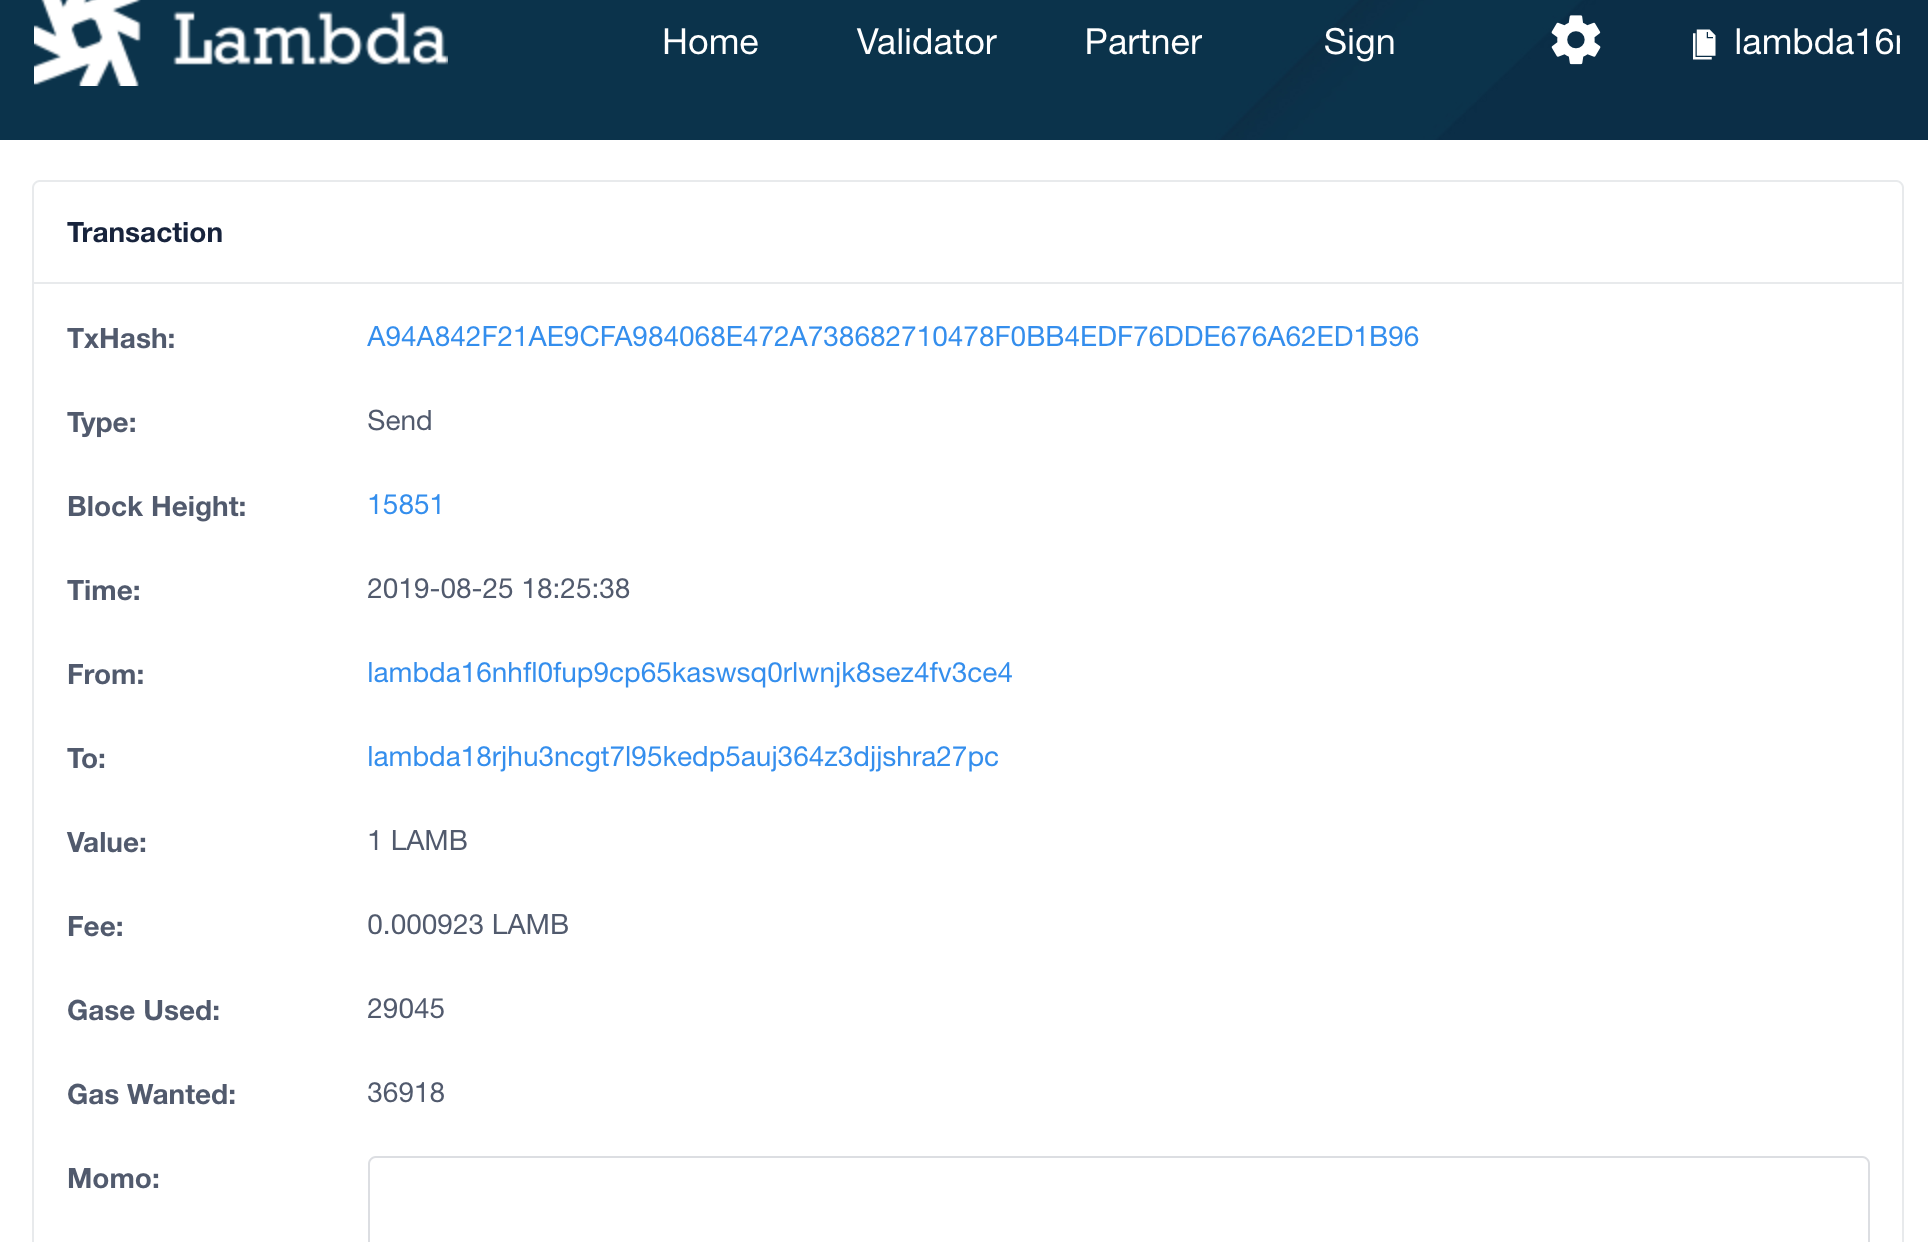 Lambda Home Validator Partner Sign lambda16
Transaction
TxHash: A94A842F21AE9CFA984068E472A738682710478F0BB4EDF76DDE676A62ED1B96
Type: Send
Block Height: 15851
Time: 2019-08-25 18:25:38
From: lambda16nhfl0fup9cp65kaswsq0rlwnjk8sez4fv3ce4
To: lambda18rjhu3ncgt7l95kedp5auj364z3djjshra27pc
Value: 1 LAMB
Fee: 0.000923 LAMB
Gase Used: 29045
Gas Wanted: 36918
Momo: